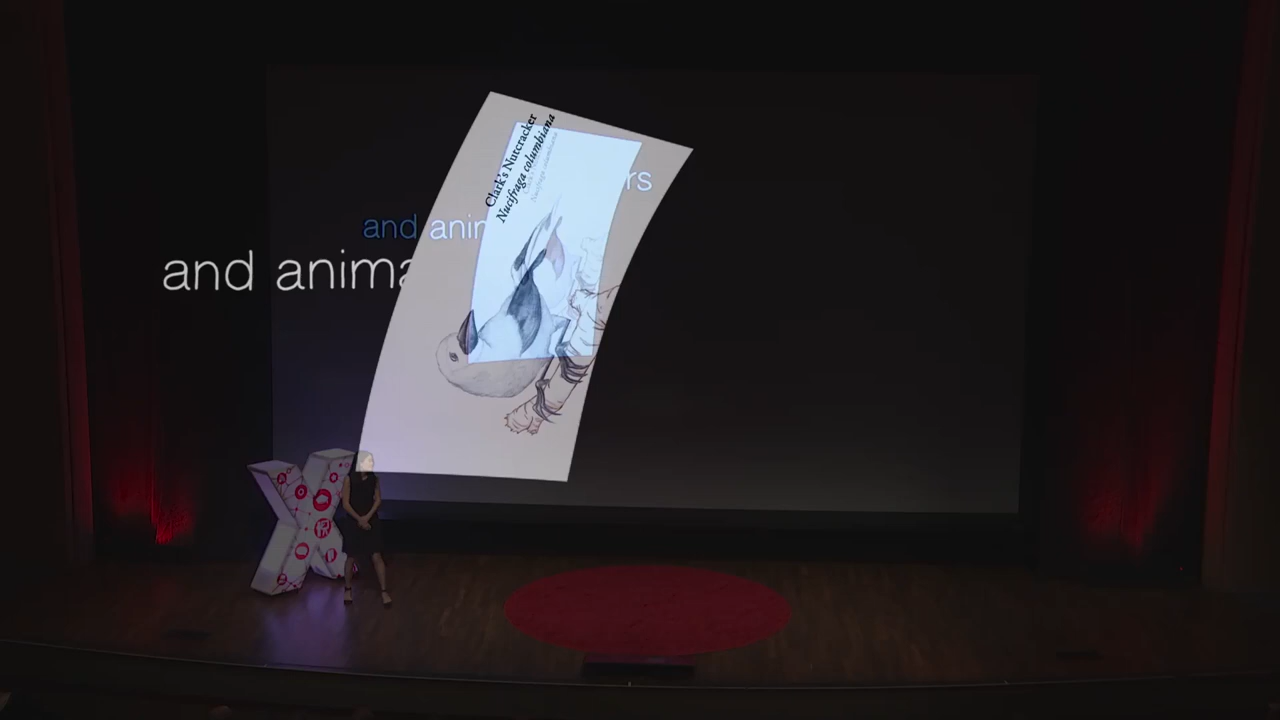 Clark's Nutcracker
Nucifraga columbiana
rs
and anim
and anima
X